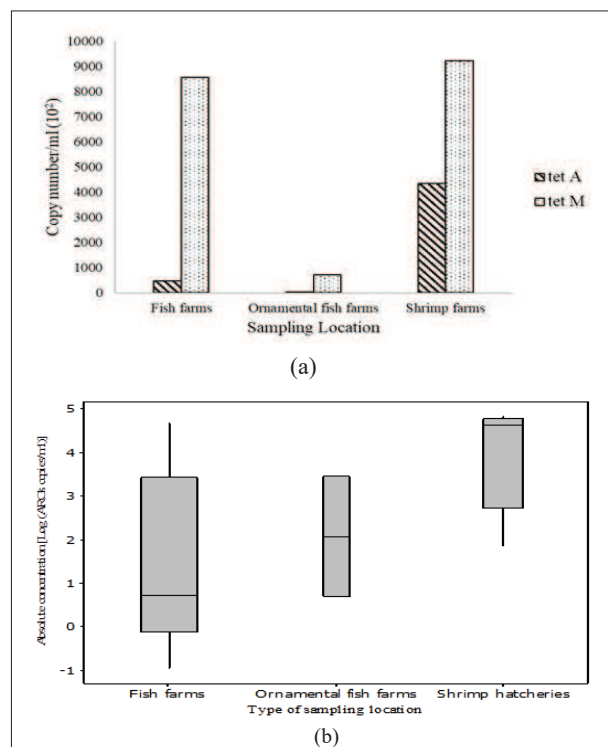 10000
9000
8000
7000
6000
5000
4000
3000
2000
1000
0
Copy number/ml (10²)
tet A
tet M
Fish farms Ornamental fish farms Shrimp farms
Sampling Location
(a)
5
4
3
2
1
0
-1
Absolute concentration [Log (ARGs copies/ml)]
Fish farms Ornamental fish farms Shrimp hatcheries
Type of sampling location
(b)